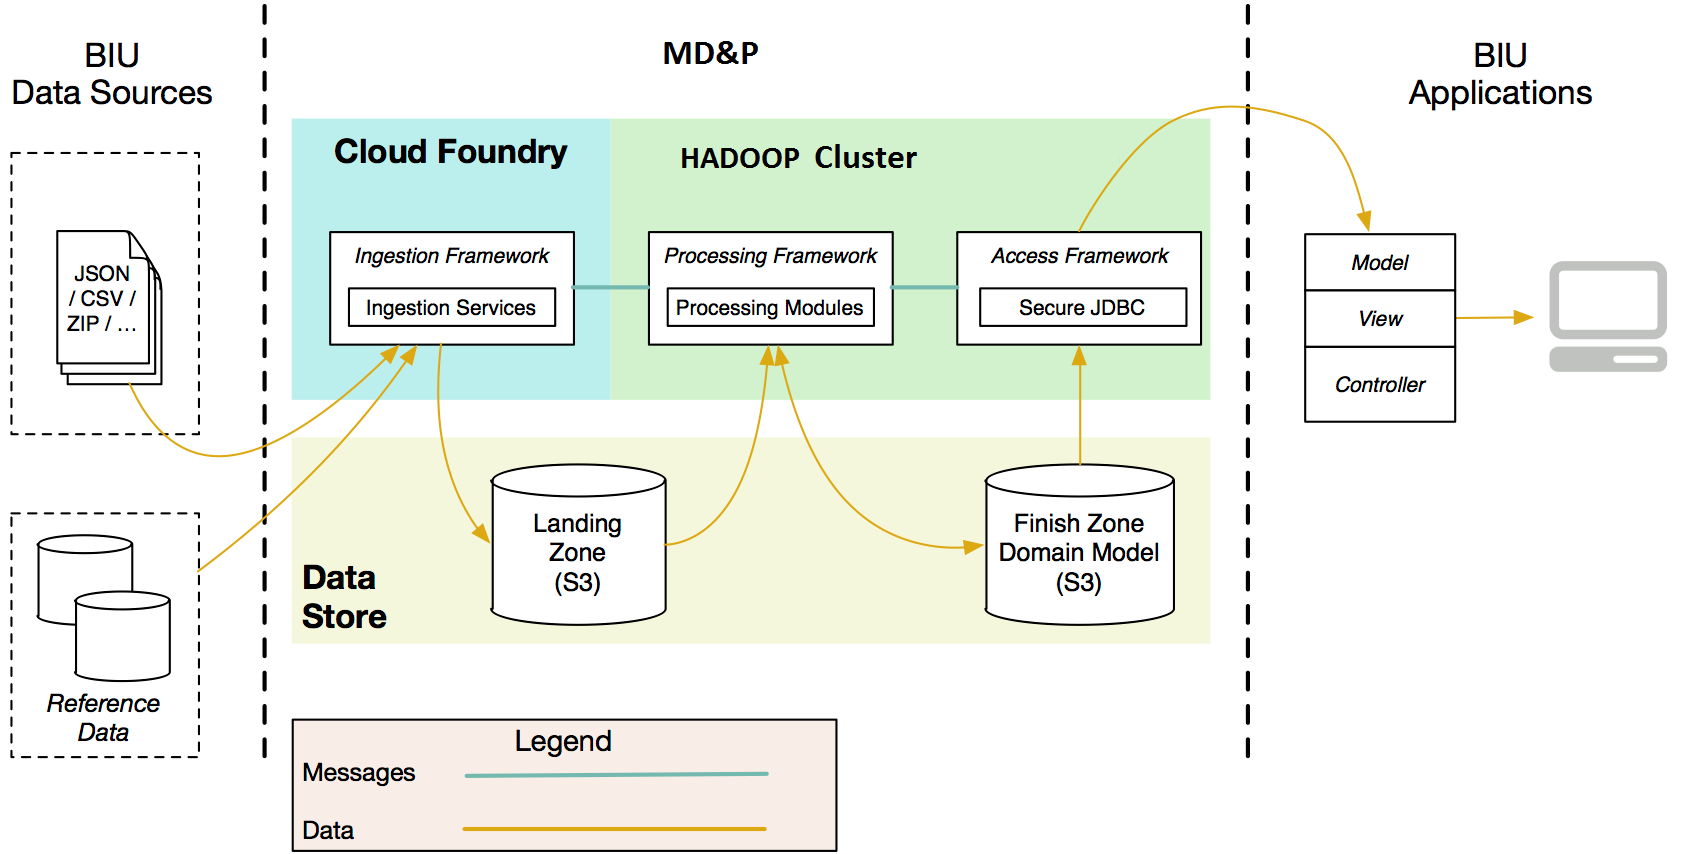 BIU
Data Sources
MD&P
BIU
Applications
Cloud Foundry
HADOOP Cluster
JSON
/ CSV /
ZIP / ...
Ingestion Framework
Ingestion Services
Processing Framework
Processing Modules
Access Framework
Secure JDBC
Model
View
Controller
Landing
Zone
(S3)
Finish Zone
Domain Model
(S3)
Data
Store
Reference
Data
Legend
Messages
Data